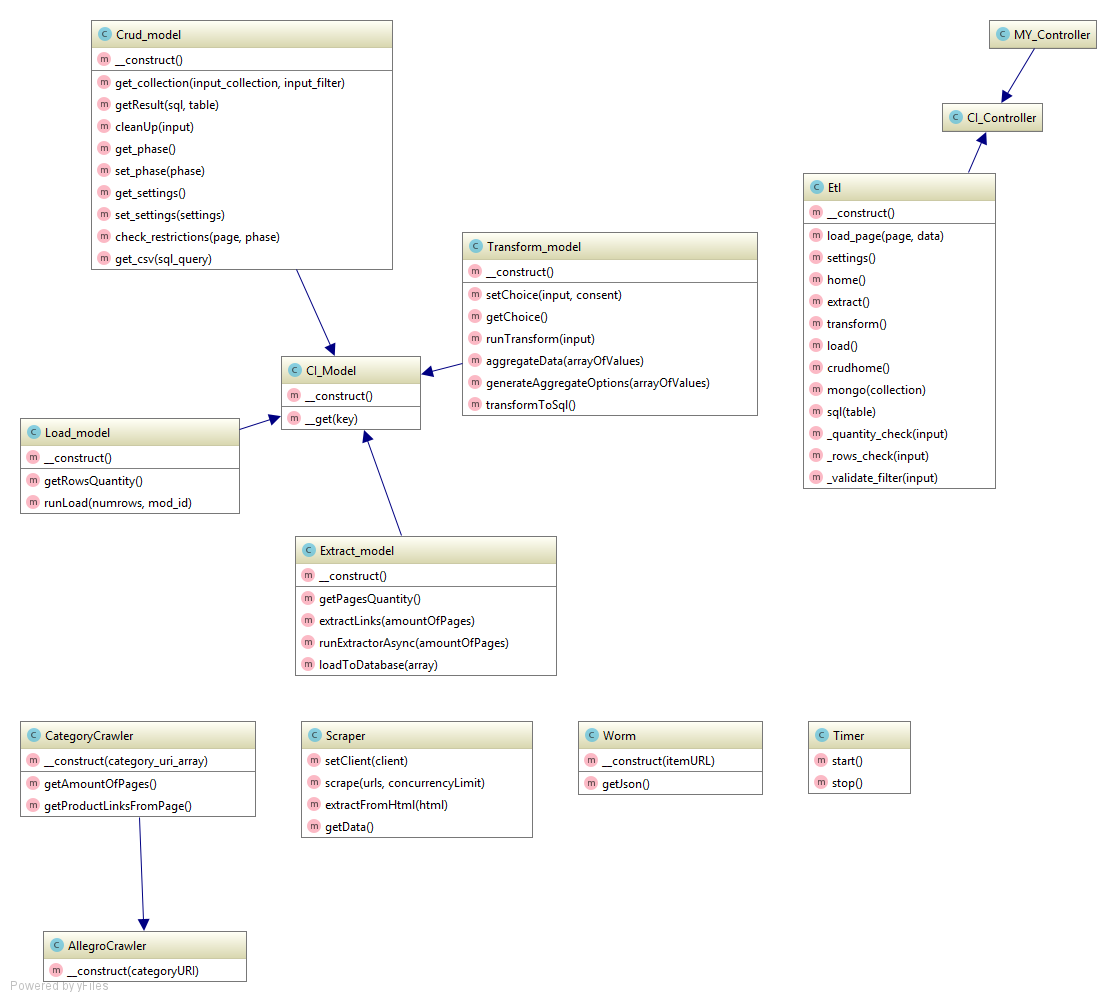 Crud_model
__construct()
get_collection(input_collection, input_filter)
getResult(sql, table)
cleanUp(input)
get_phase()
set_phase(phase)
get_settings()
set_settings(settings)
check_restrictions(page, phase)
get_csv(sql_query)
MY_Controller
CI_Controller
Etl
__construct()
load_page(page, data)
settings()
home()
extract()
transform()
load()
crudhome()
mongo(collection)
sql(table)
_quantity_check(input)
_rows_check(input)
_validate_filter(input)
Transform_model
__construct()
setChoice(input, consent)
getChoice()
runTransform(input)
aggregateData(arrayOfValues)
generateAggregateOptions(arrayOfValues)
transformToSql()
CI_Model
__construct()
__get(key)
Load_model
__construct()
getRowsQuantity()
runLoad(numrows, mod_id)
Extract_model
__construct()
getPagesQuantity()
extractLinks(amountOfPages)
runExtractorAsync(amountOfPages)
loadToDatabase(array)
CategoryCrawler
__construct(category_uri_array)
getAmountOfPages()
getProductLinksFromPage()
Scraper
setClient(client)
scrape(urls, concurrencyLimit)
extractFromHtml(html)
getData()
Worm
__construct(itemURL)
getJson()
Timer
start()
stop()
AllegroCrawler
__construct(categoryURI)
Powered by yFiles